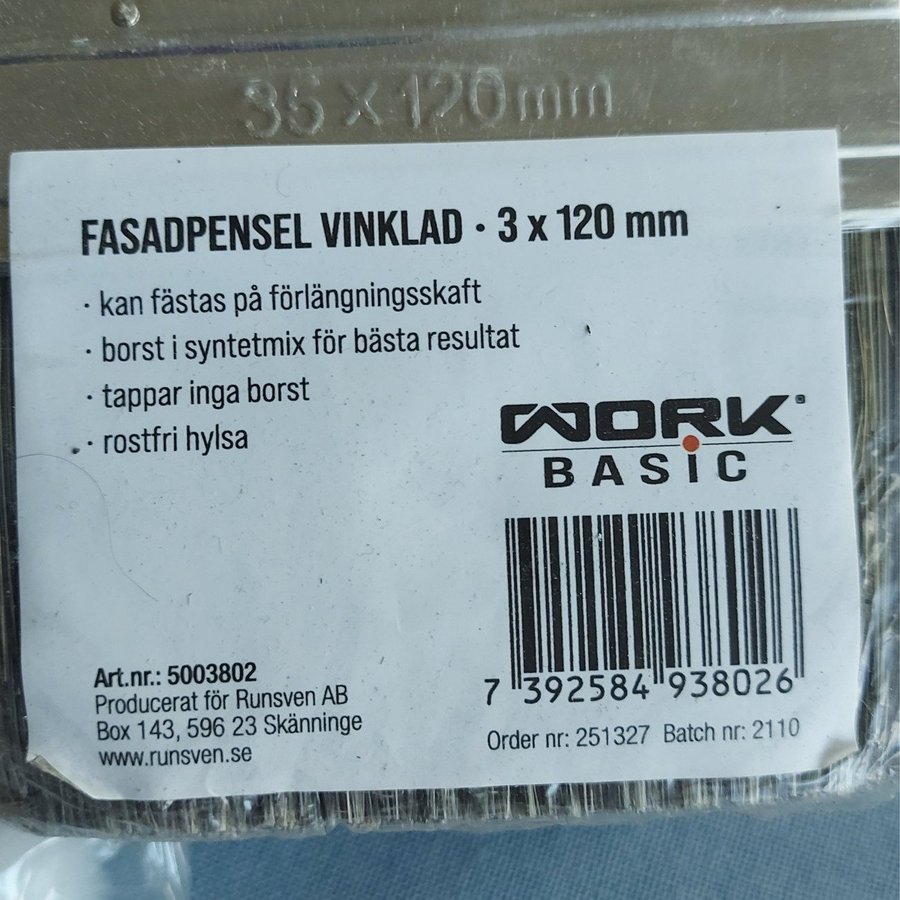 35 x 120mm
FASADPENSEL VINKLAD · 3 x 120 mm
· kan fästas på förlängningsskaft
· borst i syntetmix för bästa resultat
· tappar inga borst
· rostfri hylsa
WORK
BASIC
Art.nr.: 5003802
Producerat för Runsven AB
Box 143, 596 23 Skänninge
www.runsven.se
7 392584 938026
Order nr: 251327 Batch nr: 2110